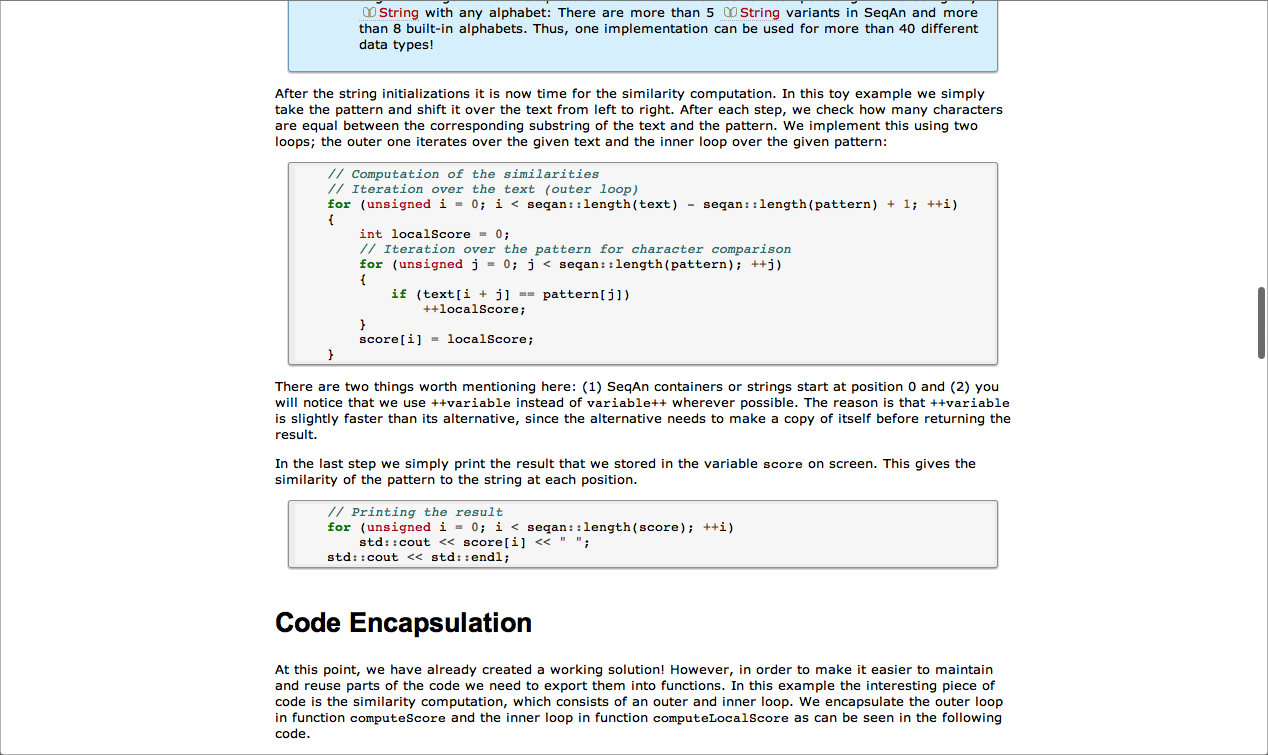 String with any alphabet: There are more than 5 String variants in SeqAn and more
than 8 built-in alphabets. Thus, one implementation can be used for more than 40 different
data types!
After the string initializations it is now time for the similarity computation. In this toy example we simply
take the pattern and shift it over the text from left to right. After each step, we check how many characters
are equal between the corresponding substring of the text and the pattern. We implement this using two
loops; the outer one iterates over the given text and the inner loop over the given pattern:
// Computation of the similarities
// Iteration over the text (outer loop)
for (unsigned i = 0; i < seqan::length(text) - seqan::length(pattern) + 1; ++i)
{
int localScore = 0;
// Iteration over the pattern for character comparison
for (unsigned j = 0; j < seqan::length(pattern); ++j)
{
if (text[i + j] == pattern[j])
++localScore;
}
score[i] = localScore;
}
There are two things worth mentioning here: (1) SeqAn containers or strings start at position 0 and (2) you
will notice that we use ++variable instead of variable++ wherever possible. The reason is that ++variable
is slightly faster than its alternative, since the alternative needs to make a copy of itself before returning the
result.
In the last step we simply print the result that we stored in the variable score on screen. This gives the
similarity of the pattern to the string at each position.
// Printing the result
for (unsigned i = 0; i < seqan::length(score); ++i)
std::cout << score[i] << " ";
std::cout << std::endl;
Code Encapsulation
At this point, we have already created a working solution! However, in order to make it easier to maintain
and reuse parts of the code we need to export them into functions. In this example the interesting piece of
code is the similarity computation, which consists of an outer and inner loop. We encapsulate the outer loop
in function computeScore and the inner loop in function computeLocalScore as can be seen in the following
code.